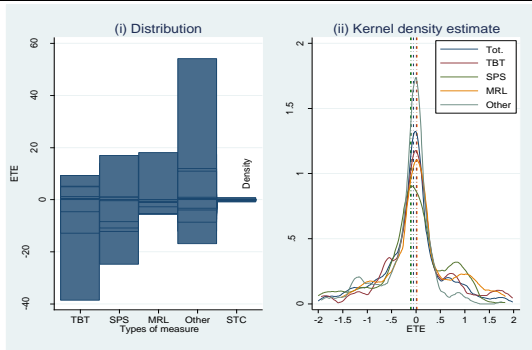 (i) Distribution
60
40
20
0
-20
-40
ETE
TBT SPS MRL Other STC
Types of measure
(ii) Kernel density estimate
Density
2
1.5
1
.5
0
-2 -1.5 -1 -.5 0 .5 1 1.5 2
ETE
Tot.
TBT
SPS
MRL
Other